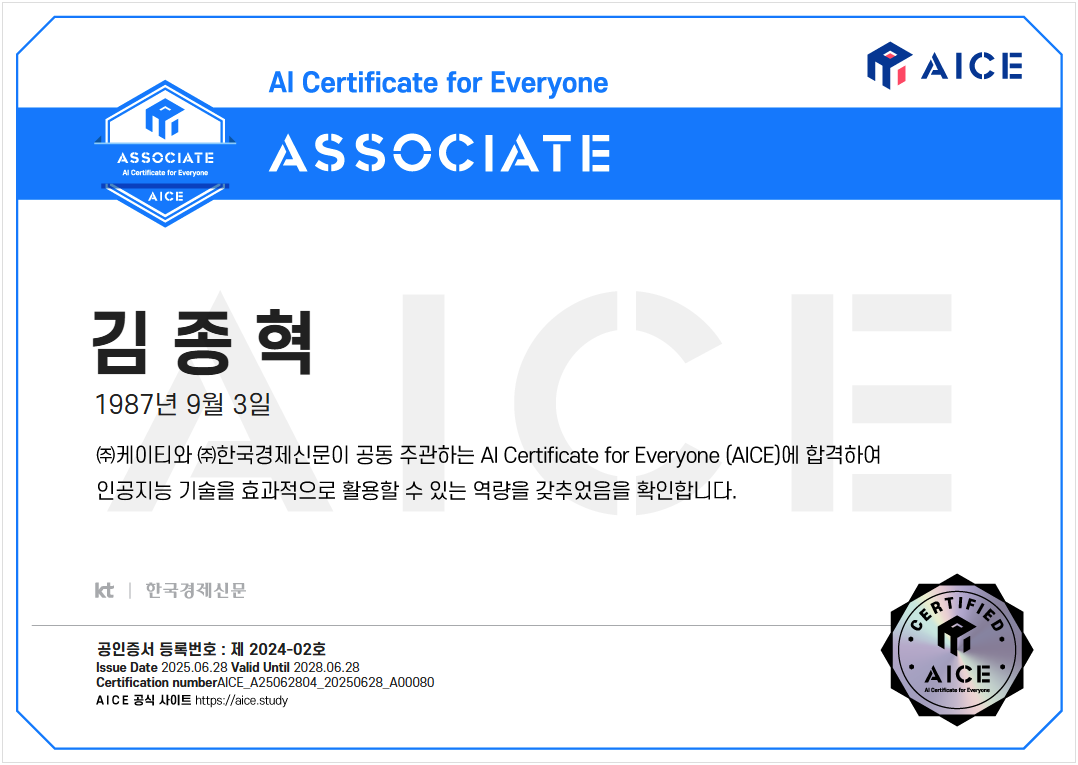 AI Certificate for Everyone
AICE
ASSOCIATE
ASSOCIATE
AI Certificate for Everyone
AICE
AICE
김종혁
1987년 9월 3일
㈜케이티와 ㈜한국경제신문이 공동 주관하는 AI Certificate for Everyone (AICE)에 합격하여
인공지능 기술을 효과적으로 활용할 수 있는 역량을 갖추었음을 확인합니다.
kt | 한국경제신문
공인증서 등록번호 : 제 2024-02호
Issue Date 2025.06.28 Valid Until 2028.06.28
Certification numberAICE_A25062804_20250628_A00080
AICE 공식 사이트 https://aice.study
CERTIFIED
AICE
AI Certificate for Everyone